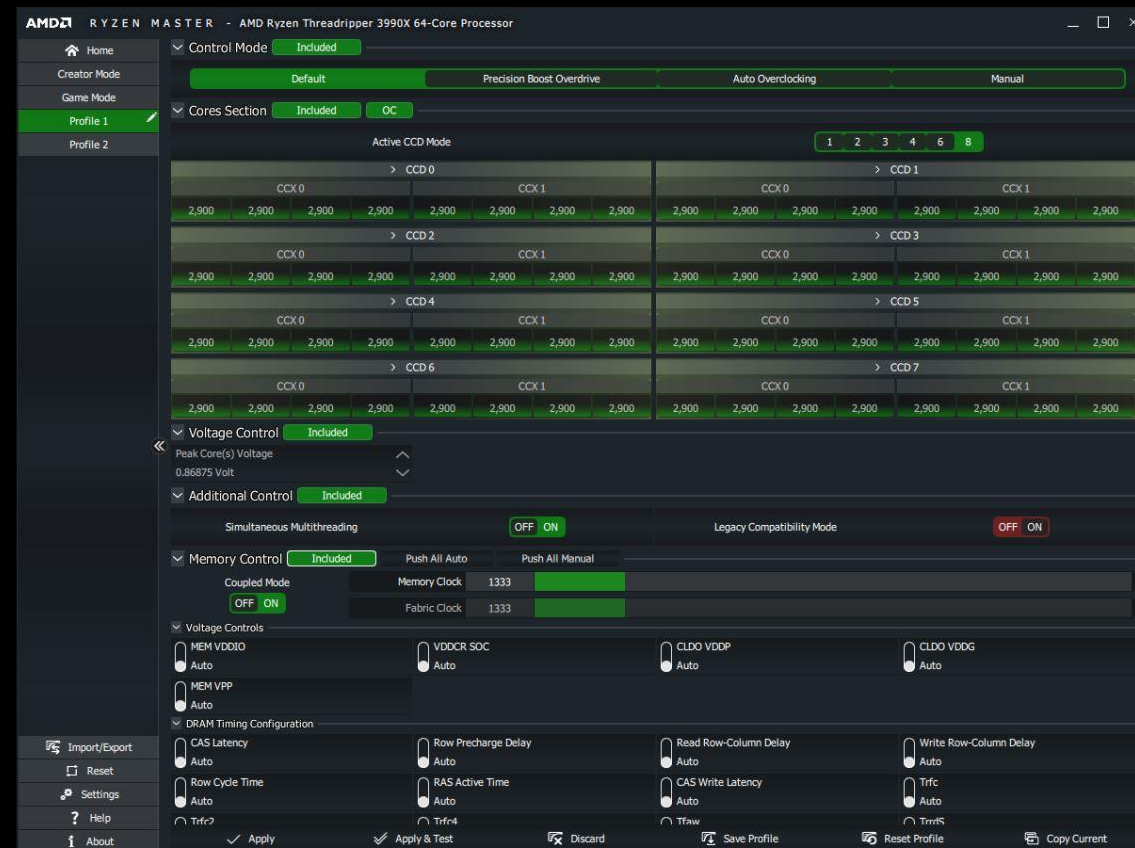 AMD RYZEN MASTER - AMD Ryzen Threadripper 3990X 64-Core Processor
Home
Creator Mode
Game Mode
Profile 1
Profile 2
Control Mode Included
Default Precision Boost Overdrive Auto Overclocking Manual
Cores Section Included OC
Active CCD Mode 1 2 3 4 6 8
CCD 0 CCD 1
CCX 0 CCX 1 CCX 0 CCX 1
2,900 2,900 2,900 2,900 2,900 2,900 2,900 2,900 2,900 2,900 2,900 2,900 2,900 2,900 2,900 2,900
CCD 2 CCD 3
CCX 0 CCX 1 CCX 0 CCX 1
2,900 2,900 2,900 2,900 2,900 2,900 2,900 2,900 2,900 2,900 2,900 2,900 2,900 2,900 2,900 2,900
CCD 4 CCD 5
CCX 0 CCX 1 CCX 0 CCX 1
2,900 2,900 2,900 2,900 2,900 2,900 2,900 2,900 2,900 2,900 2,900 2,900 2,900 2,900 2,900 2,900
CCD 6 CCD 7
CCX 0 CCX 1 CCX 0 CCX 1
2,900 2,900 2,900 2,900 2,900 2,900 2,900 2,900 2,900 2,900 2,900 2,900 2,900 2,900 2,900 2,900
Voltage Control Included
Peak Core(s) Voltage
0.86875 Volt
Additional Control Included
Simultaneous Multithreading OFF ON Legacy Compatibility Mode OFF ON
Memory Control Included Push All Auto Push All Manual
Coupled Mode Memory Clock 1333
OFF ON Fabric Clock 1333
Voltage Controls
MEM VDDIO VDDCR SOC CLDO VDDP CLDO VDDG
Auto Auto Auto Auto
MEM VPP
Auto
DRAM Timing Configuration
CAS Latency Row Precharge Delay Read Row-Column Delay Write Row-Column Delay
Auto Auto Auto Auto
Row Cycle Time RAS Active Time CAS Write Latency Trfc
Auto Auto Auto Auto
Trfc2 Trfc4 Tfaw TrrdS
Import/Export
Reset
Settings
Help
About
Apply Apply & Test Discard Save Profile Reset Profile Copy Current